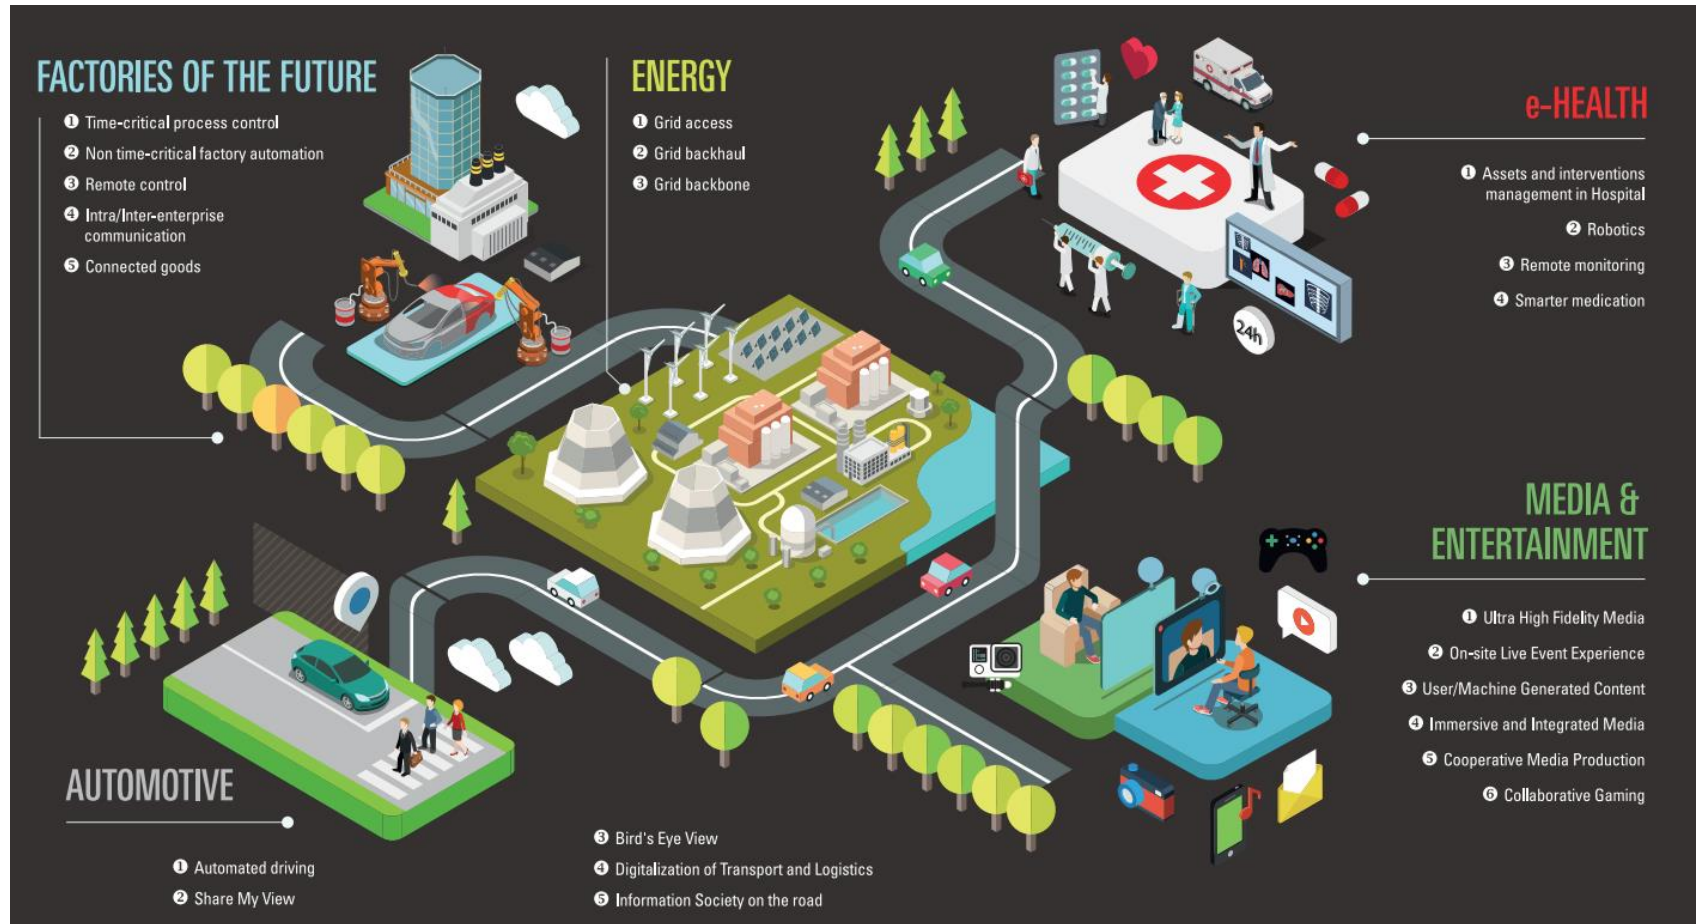 FACTORIES OF THE FUTURE
❶ Time-critical process control
❷ Non time-critical factory automation
❸ Remote control
❹ Intra/Inter-enterprise
communication
❺ Connected goods
ENERGY
❶ Grid access
❷ Grid backhaul
❸ Grid backbone
e-HEALTH
❶ Assets and interventions
management in Hospital
❷ Robotics
❸ Remote monitoring
❹ Smarter medication
24h
MEDIA &
ENTERTAINMENT
❶ Ultra High Fidelity Media
❷ On-site Live Event Experience
❸ User/Machine Generated Content
❹ Immersive and Integrated Media
❺ Cooperative Media Production
❻ Collaborative Gaming
AUTOMOTIVE
❶ Automated driving
❷ Share My View
❸ Bird's Eye View
❹ Digitalization of Transport and Logistics
❺ Information Society on the road